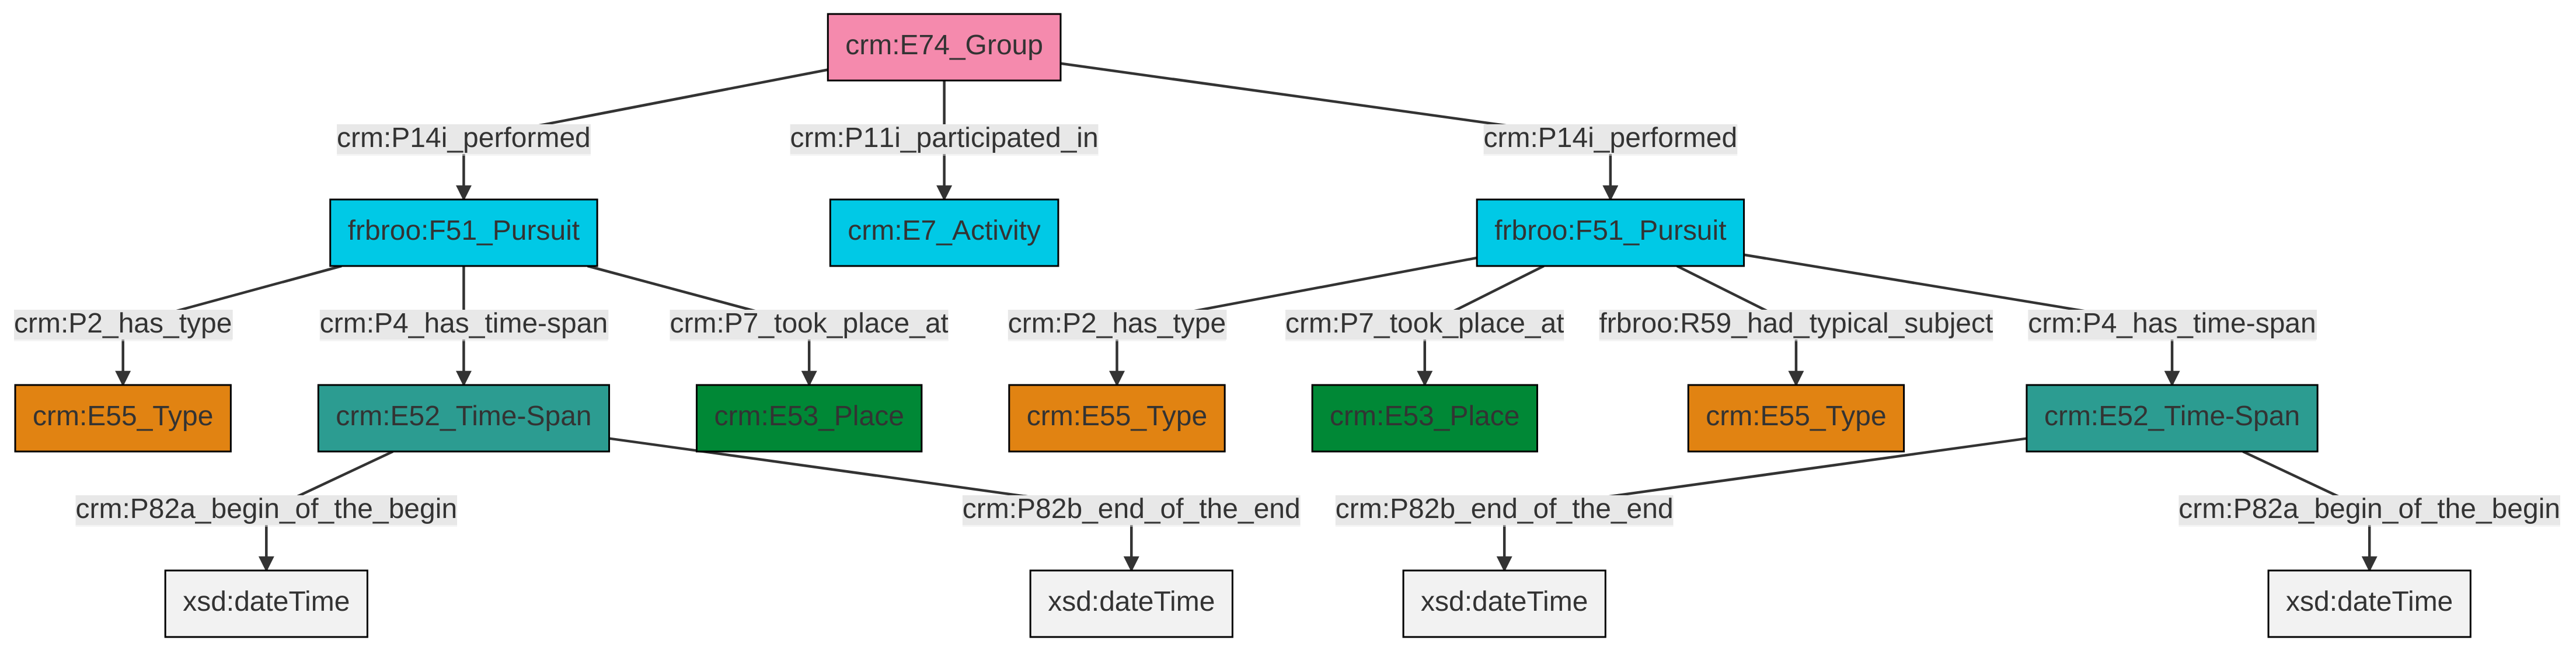 crm:E74_Group
crm:P14i_performed
crm:P11i_participated_in
crm:P14i_performed
frbroo:F51_Pursuit
crm:E7_Activity
frbroo:F51_Pursuit
crm:P2_has_type
crm:P4_has_time-span
crm:P7_took_place_at
crm:P2_has_type
crm:P7_took_place_at
frbroo:R59_had_typical_subject
crm:P4_has_time-span
crm:E55_Type
crm:E52_Time-Span
crm:E53_Place
crm:E55_Type
crm:E53_Place
crm:E55_Type
crm:E52_Time-Span
crm:P82a_begin_of_the_begin
crm:P82b_end_of_the_end
crm:P82b_end_of_the_end
crm:P82a_begin_of_the_begin
xsd:dateTime
xsd:dateTime
xsd:dateTime
xsd:dateTime